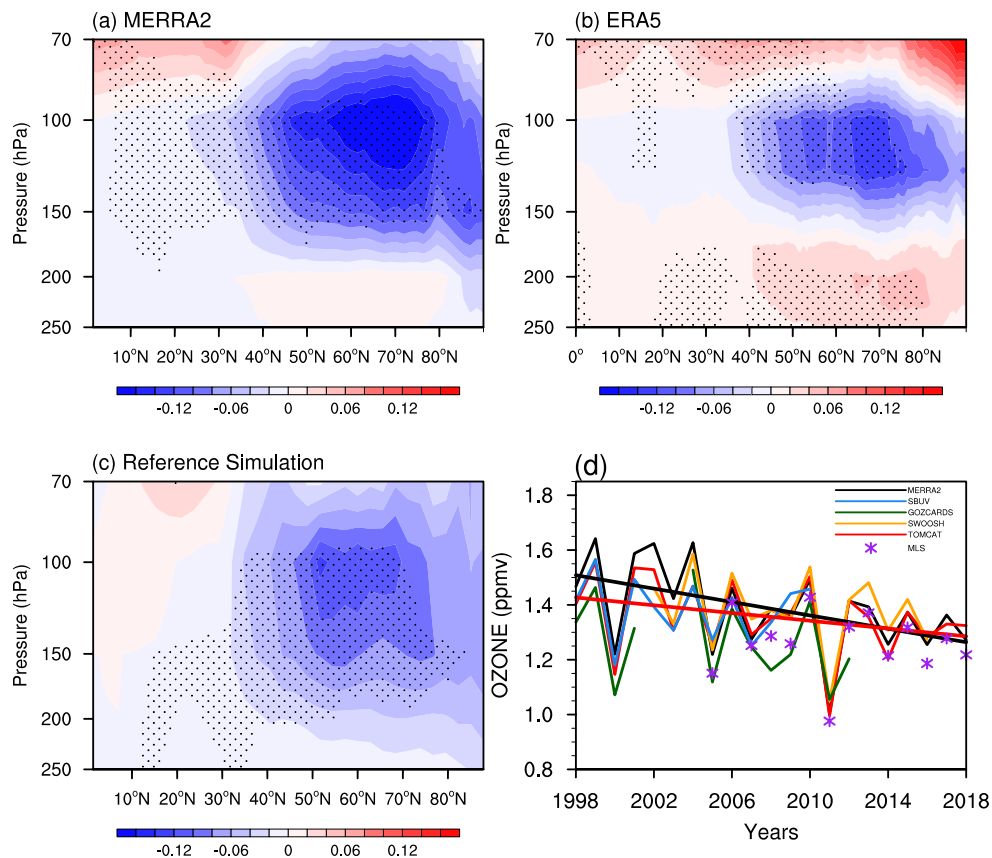 (a) MERRA2
70
100
150
200
250
Pressure (hPa)
10°N 20°N 30°N 40°N 50°N 60°N 70°N 80°N
-0.12 -0.06 0 0.06 0.12
(b) ERA5
70
100
150
200
250
Pressure (hPa)
0° 10°N 20°N 30°N 40°N 50°N 60°N 70°N
-0.12 -0.06 0 0.06 0.12
(c) Reference Simulation
70
100
150
200
250
Pressure (hPa)
10°N 20°N 30°N 40°N 50°N 60°N 70°N 80°N
-0.12 -0.06 0 0.06 0.12
(d)
1.8
1.6
1.4
1.2
1.0
0.8
OZONE (ppmv)
MERRA2
SBUV
GOZCARDS
SWOOSH
TOMCAT
MLS
1998 2002 2006 2010 2014 2018
Years